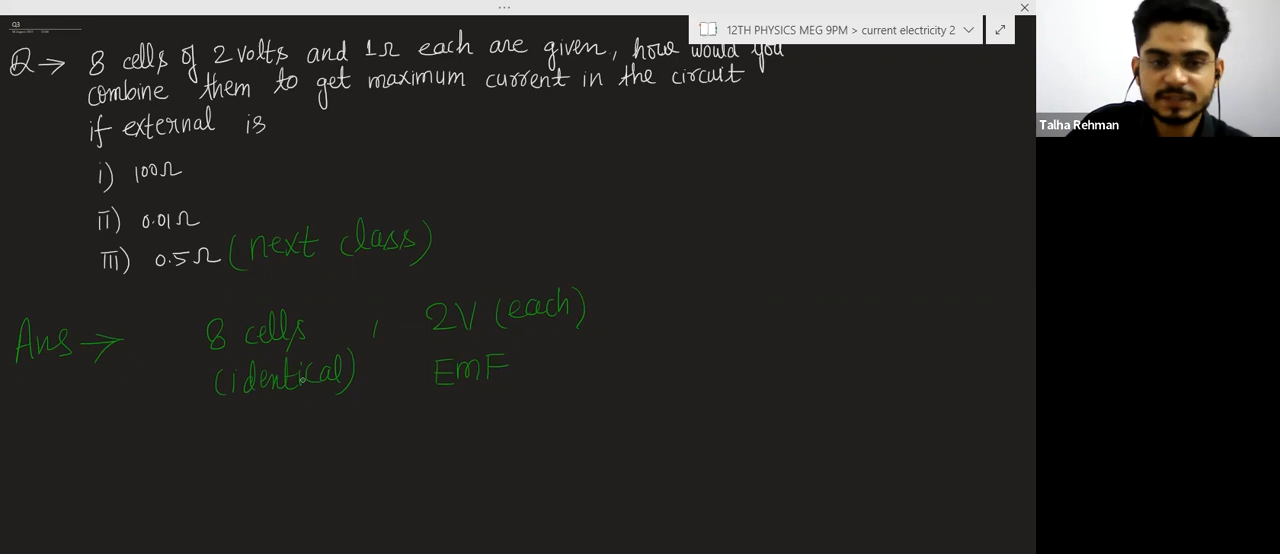 Q3
12TH PHYSICS MEG 9PM > current electricity 2
Q → 8 cells of 2 volts and 1Ω each are given, how would you
combine them to get maximum current in the circuit
if external is
i) 100Ω
II) 0.01Ω
III) 0.5Ω (next class)
Talha Rehman
Ans → 8 cells , 2V (each)
(identical) EmF